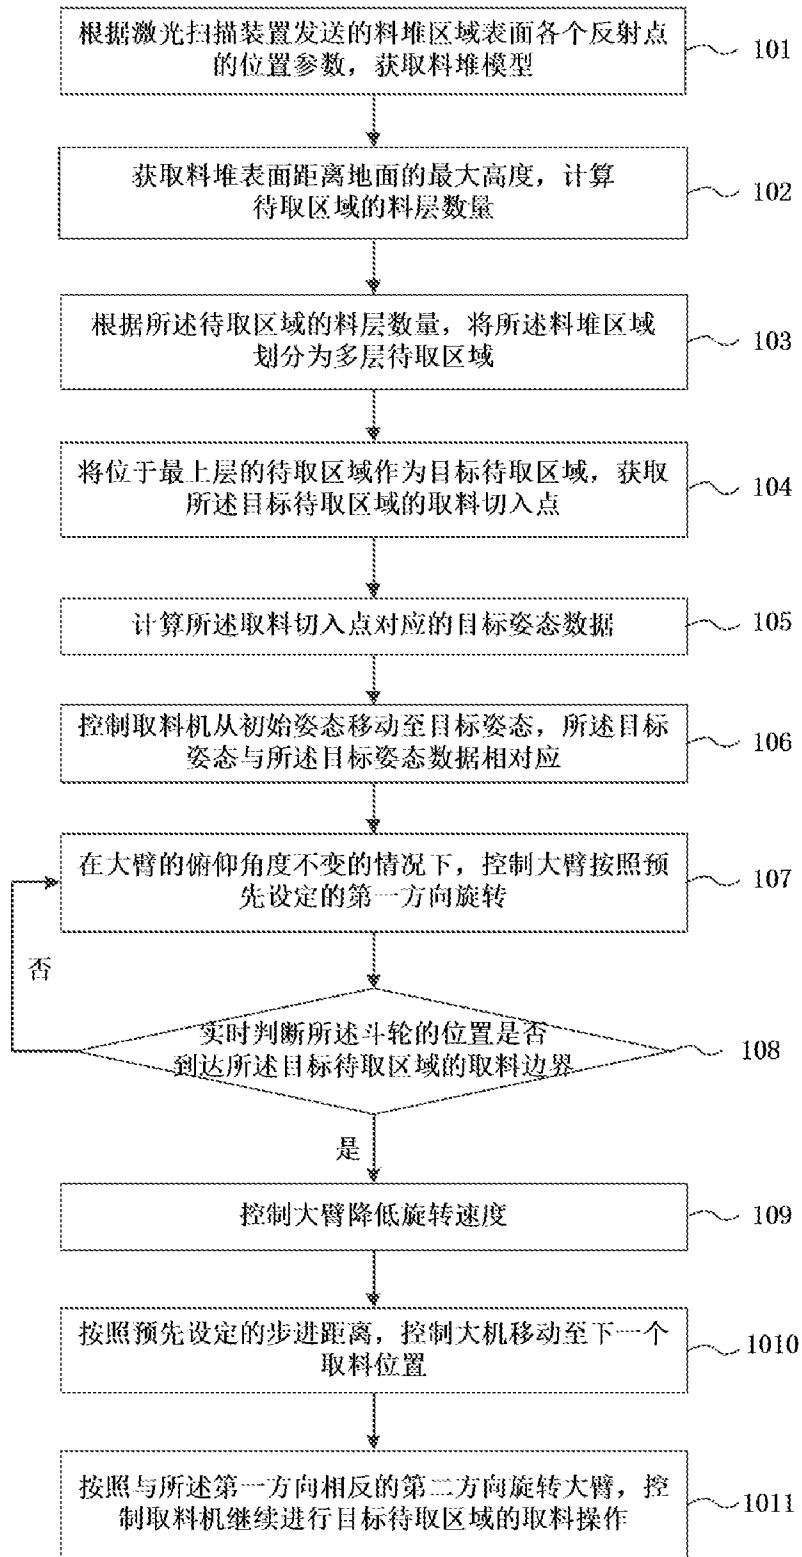 根据激光扫描装置发送的料堆区域表面各个反射点
的位置参数，获取料堆模型
101
获取料堆表面距离地面的最大高度，计算
待取区域的料层数量
102
根据所述待取区域的料层数量，将所述料堆区域
划分为多层待取区域
103
将位于最上层的待取区域作为目标待取区域，获取
所述目标待取区域的取料切入点
104
计算所述取料切入点对应的目标姿态数据
105
控制取料机从初始姿态移动至目标姿态，所述目标
姿态与所述目标姿态数据相对应
106
在大臂的俯仰角度不变的情况下，控制大臂按照预
先设定的第一方向旋转
107
否
实时判断所述斗轮的位置是否
到达所述目标待取区域的取料边界
108
是
控制大臂降低旋转速度
109
按照预先设定的步进距离，控制大机移动至下一个
取料位置
1010
按照与所述第一方向相反的第二方向旋转大臂，控
制取料机继续进行目标待取区域的取料操作
1011